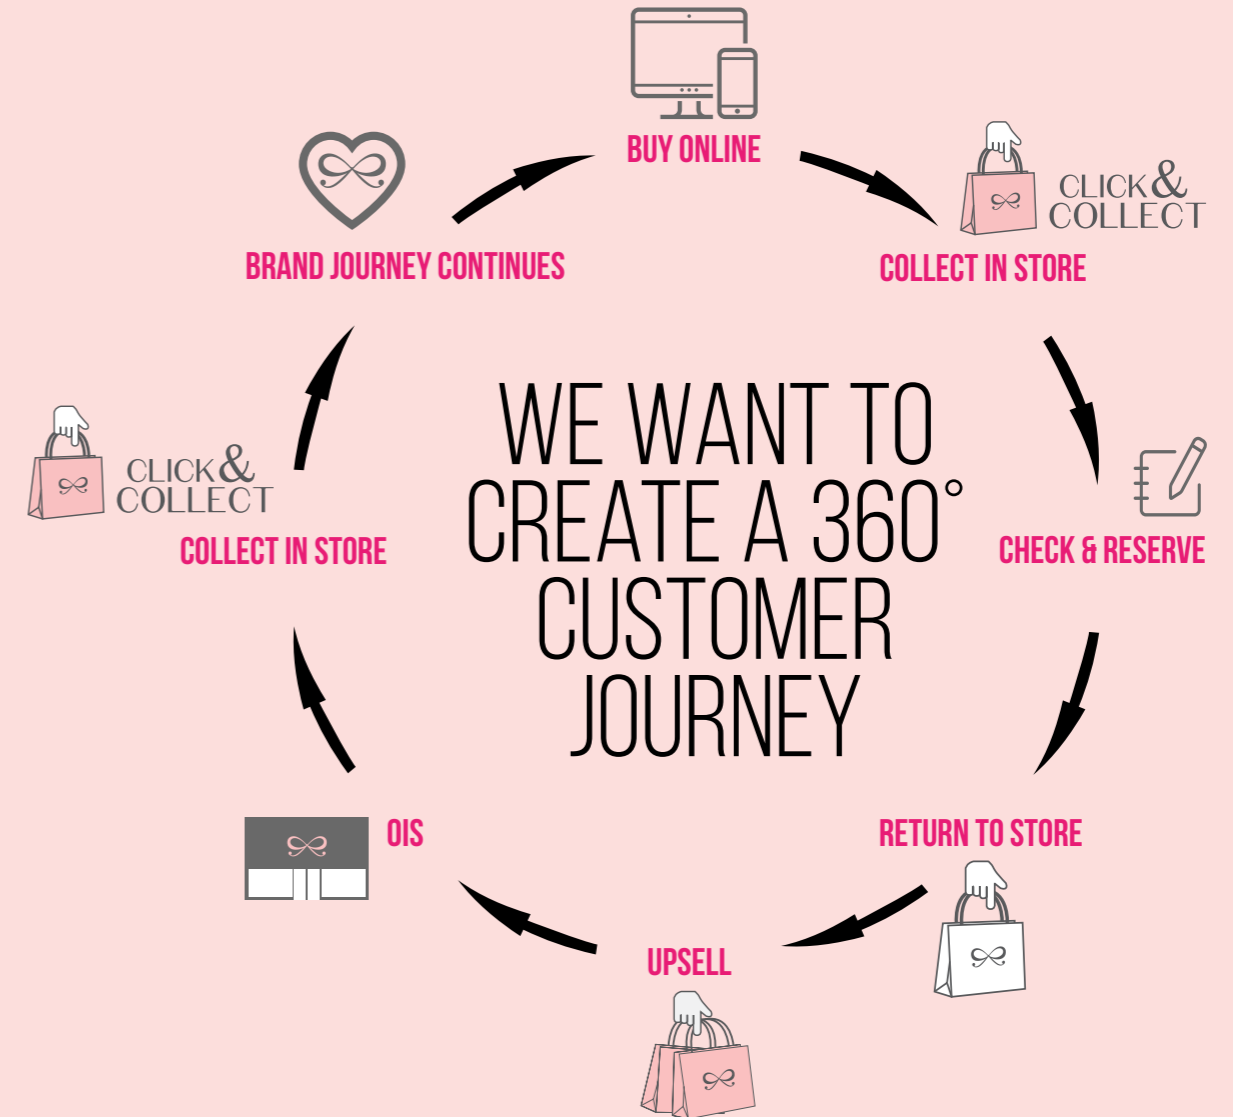 BUY ONLINE
CLICK &
COLLECT
COLLECT IN STORE
CHECK & RESERVE
RETURN TO STORE
UPSELL
OIS
CLICK &
COLLECT
COLLECT IN STORE
BRAND JOURNEY CONTINUES
WE WANT TO
CREATE A 360°
CUSTOMER
JOURNEY